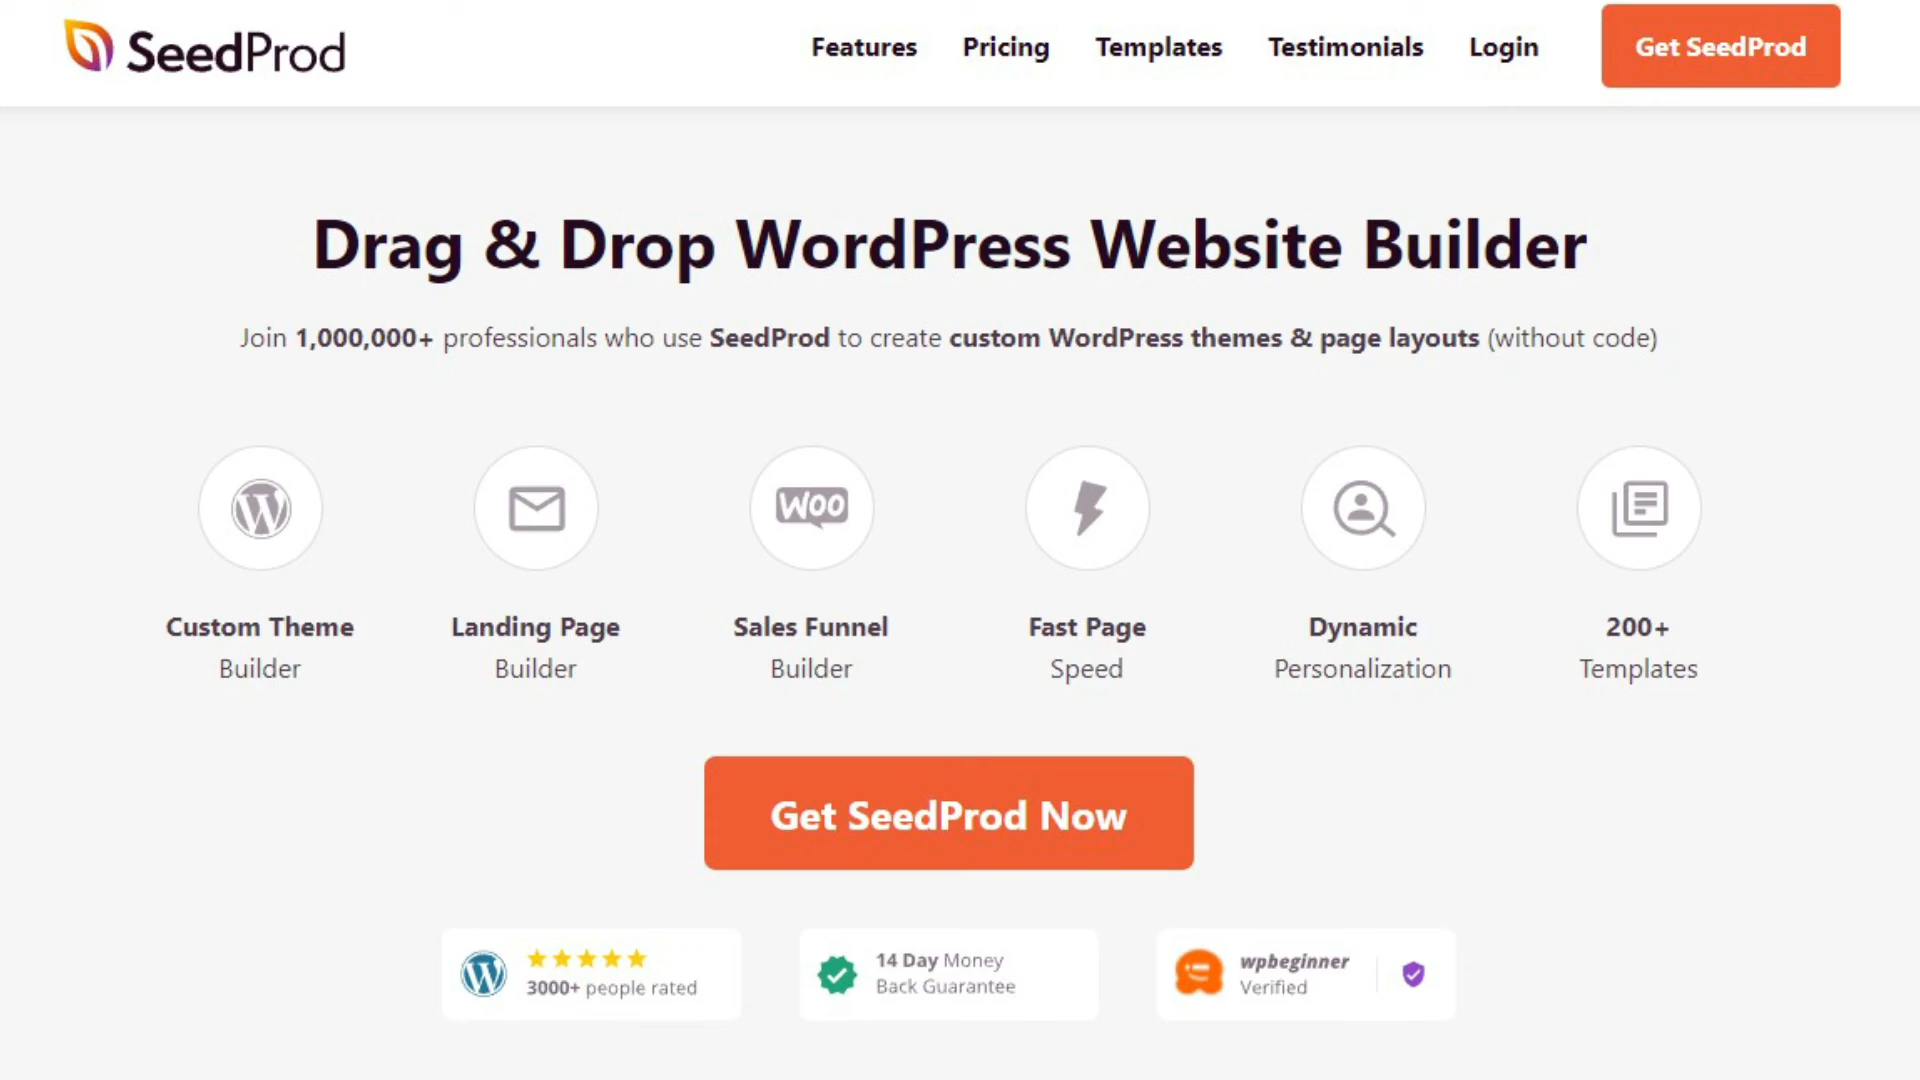 SeedProd
Features Pricing Templates Testimonials Login Get SeedProd
Drag & Drop WordPress Website Builder
Join 1,000,000+ professionals who use SeedProd to create custom WordPress themes & page layouts (without code)
W
Woo
Custom Theme
Builder
Landing Page
Builder
Sales Funnel
Builder
Fast Page
Speed
Dynamic
Personalization
200+
Templates
Get SeedProd Now
W
3000+ people rated
14 Day Money
Back Guarantee
wpbeginner
Verified